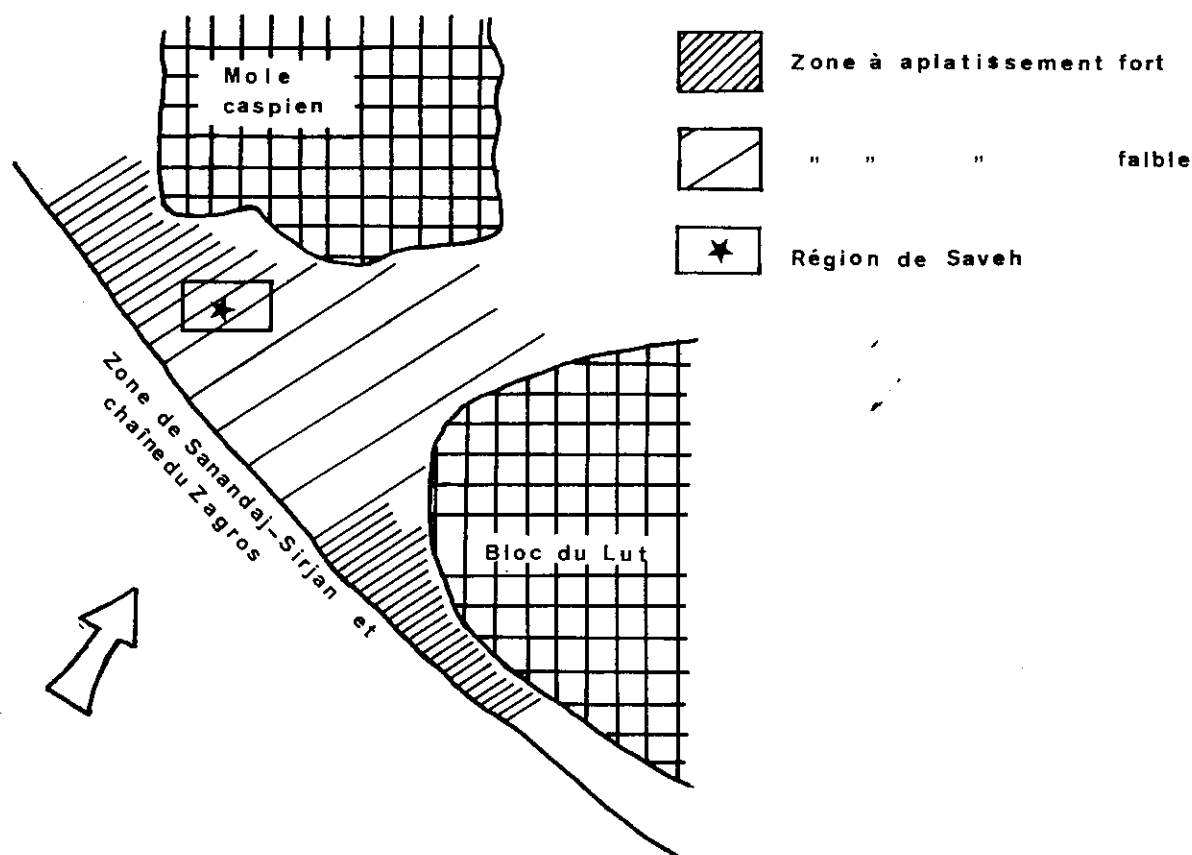 Mole
caspien
Zone à aplatissement fort
" " " faible
Région de Saveh
Zone de Sanandaj-Sirjan et
chaîne du Zagros
Bloc du Lut